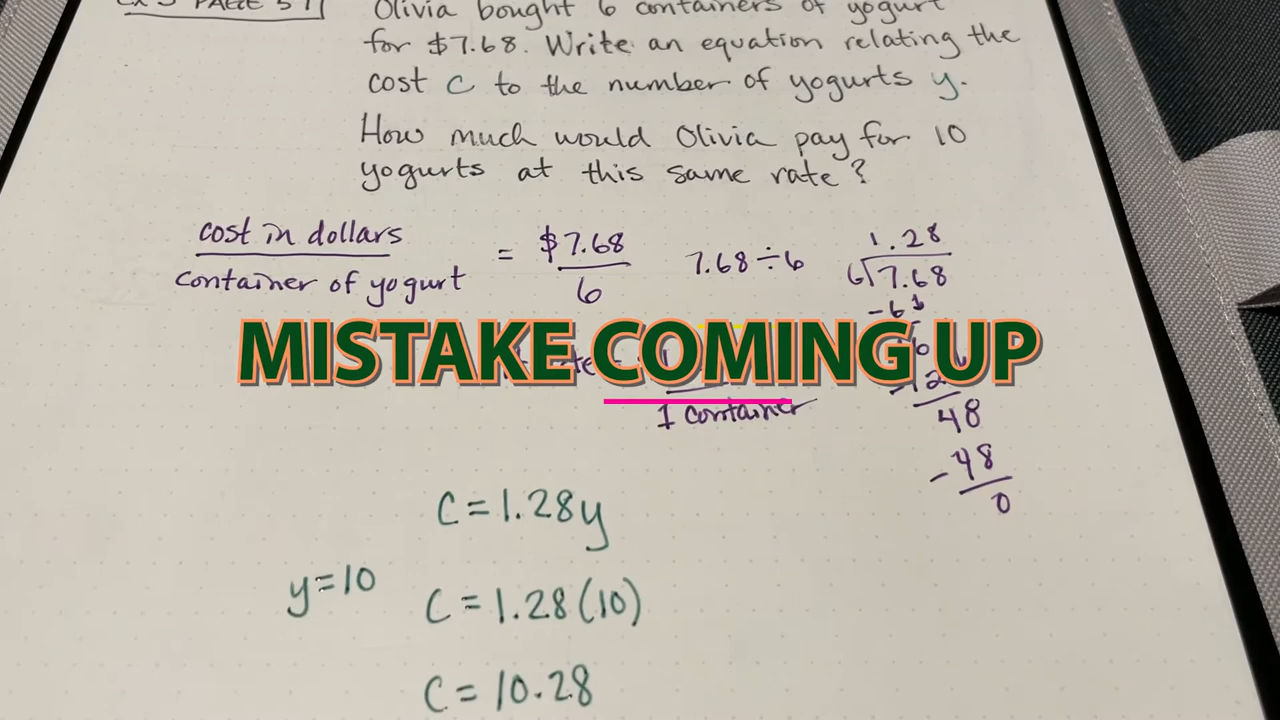 Olivia bought 6 containers of yogurt
for $7.68. Write an equation relating the
cost C to the number of yogurts y.
How much would Olivia pay for 10
yogurts at this same rate?
cost in dollars
container of yogurt
= $7.68
6
7.68÷6
1.28
6 7.68
-6
MISTAKE COMING UP
1 container
48
-48
0
C=1.28y
y=10
C=1.28(10)
C=10.28